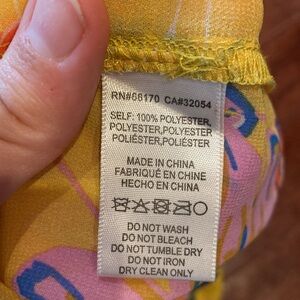 RN#66170 CA#32054
SELF: 100% POLYESTER,
POLYESTER,POLYESTER
POLIÉSTER,POLIÉSTER
MADE IN CHINA
FABRIQUÉ EN CHINE
HECHO EN CHINA
DO NOT WASH
DO NOT BLEACH
DO NOT TUMBLE DRY
DO NOT IRON
DRY CLEAN ONLY